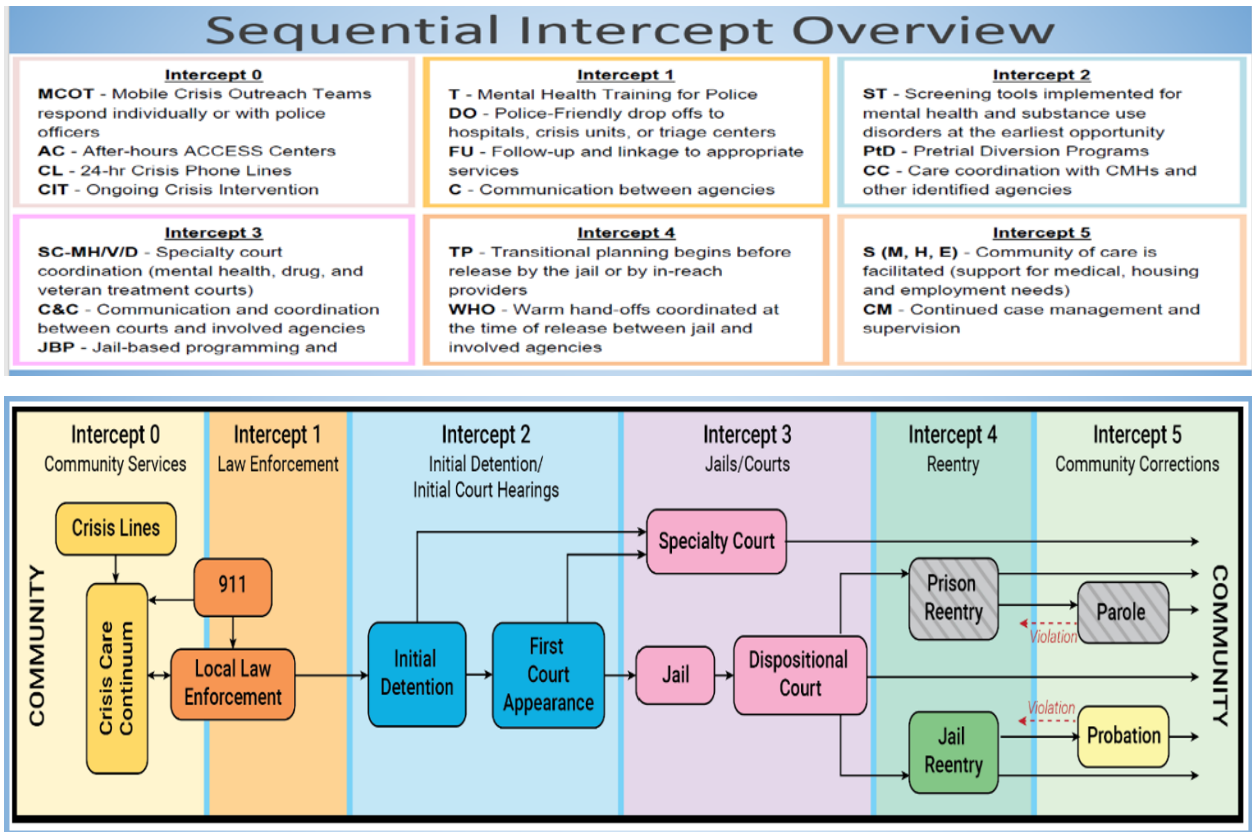 Sequential Intercept Overview
Intercept 0
MCOT - Mobile Crisis Outreach Teams
respond individually or with police
officers
AC - After-hours ACCESS Centers
CL - 24-hr Crisis Phone Lines
CIT - Ongoing Crisis Intervention
Intercept 1
T - Mental Health Training for Police
DO - Police-Friendly drop offs to
hospitals, crisis units, or triage centers
FU - Follow-up and linkage to appropriate
services
C - Communication between agencies
Intercept 2
ST - Screening tools implemented for
mental health and substance use
disorders at the earliest opportunity
PtD - Pretrial Diversion Programs
CC - Care coordination with CMHs and
other identified agencies
Intercept 3
SC-MH/V/D - Specialty court
coordination (mental health, drug, and
veteran treatment courts)
C&C - Communication and coordination
between courts and involved agencies
JBP - Jail-based programming and
Intercept 4
TP - Transitional planning begins before
release by the jail or by in-reach
providers
WHO - Warm hand-offs coordinated at
the time of release between jail and
involved agencies
Intercept 5
S (M, H, E) - Community of care is
facilitated (support for medical, housing
and employment needs)
CM - Continued case management and
supervision
Intercept 0
Community Services
Intercept 1
Law Enforcement
Intercept 2
Initial Detention/
Initial Court Hearings
Intercept 3
Jails/Courts
Intercept 4
Reentry
Intercept 5
Community Corrections
COMMUNITY
Crisis Lines
Crisis Care
Continuum
911
Local Law
Enforcement
Initial
Detention
First
Court
Appearance
Specialty Court
Jail
Dispositional
Court
Prison
Reentry
Parole
Violation
Jail
Reentry
Violation
Probation
COMMUNITY